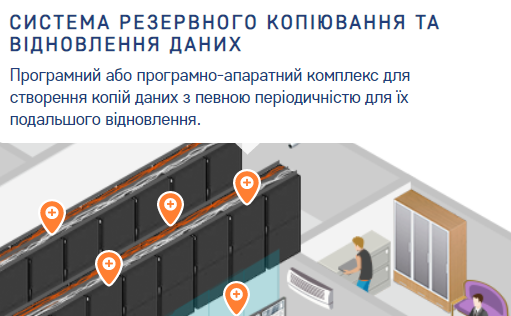 СИСТЕМА РЕЗЕРВНОГО КОПІЮВАННЯ ТА
ВІДНОВЛЕННЯ ДАНИХ
Програмний або програмно-апаратний комплекс для
створення копій даних з певною періодичністю для їх
подальшого відновлення.